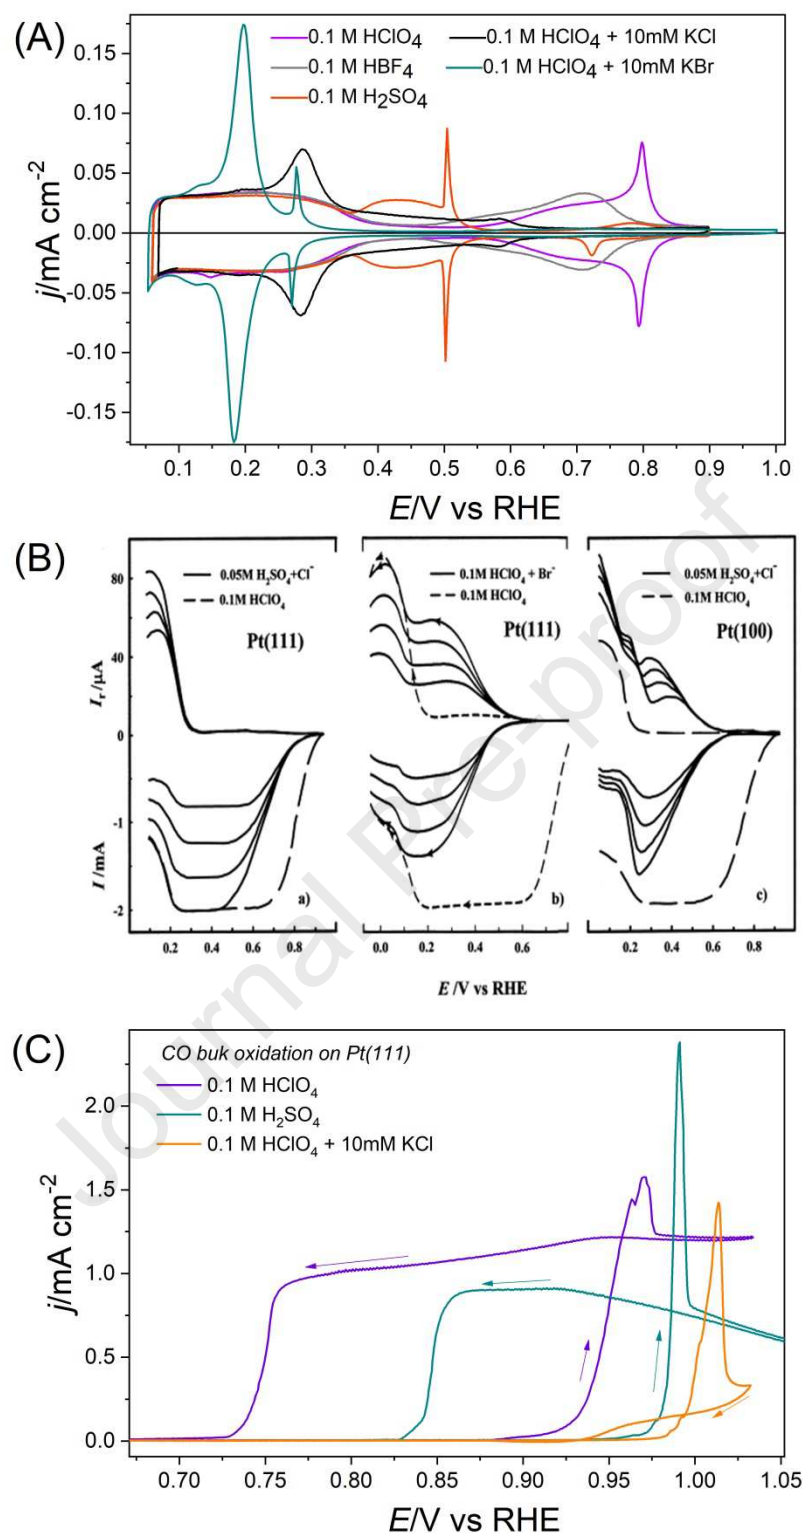 (A)
0.1 M HClO4
0.1 M HBF4
0.1 M H2SO4
0.1 M HClO4 + 10mM KCl
0.1 M HClO4 + 10mM KBr
j/mA cm-2
0.15
0.10
0.05
0.00
-0.05
-0.10
-0.15
0.1 0.2 0.3 0.4 0.5 0.6 0.7 0.8 0.9 1.0
E/V vs RHE
(B)
0.05M H2SO4+Cl-
0.1M HClO4
Pt(111)
0.1M HClO4 + Br-
0.1M HClO4
Pt(111)
0.05M H2SO4+Cl-
0.1M HClO4
Pt(100)
Ir /μA
80
40
0
I /mA
-1
-2
a)
b)
c)
0.2 0.4 0.6 0.8
0.0 0.2 0.4 0.6
0.2 0.4 0.6 0.8
E /V vs RHE
(C)
CO buk oxidation on Pt(111)
0.1 M HClO4
0.1 M H2SO4
0.1 M HClO4 + 10mM KCl
j/mA cm-2
2.0
1.5
1.0
0.5
0.0
0.70 0.75 0.80 0.85 0.90 0.95 1.00 1.05
E/V vs RHE
Journal Pre-proof